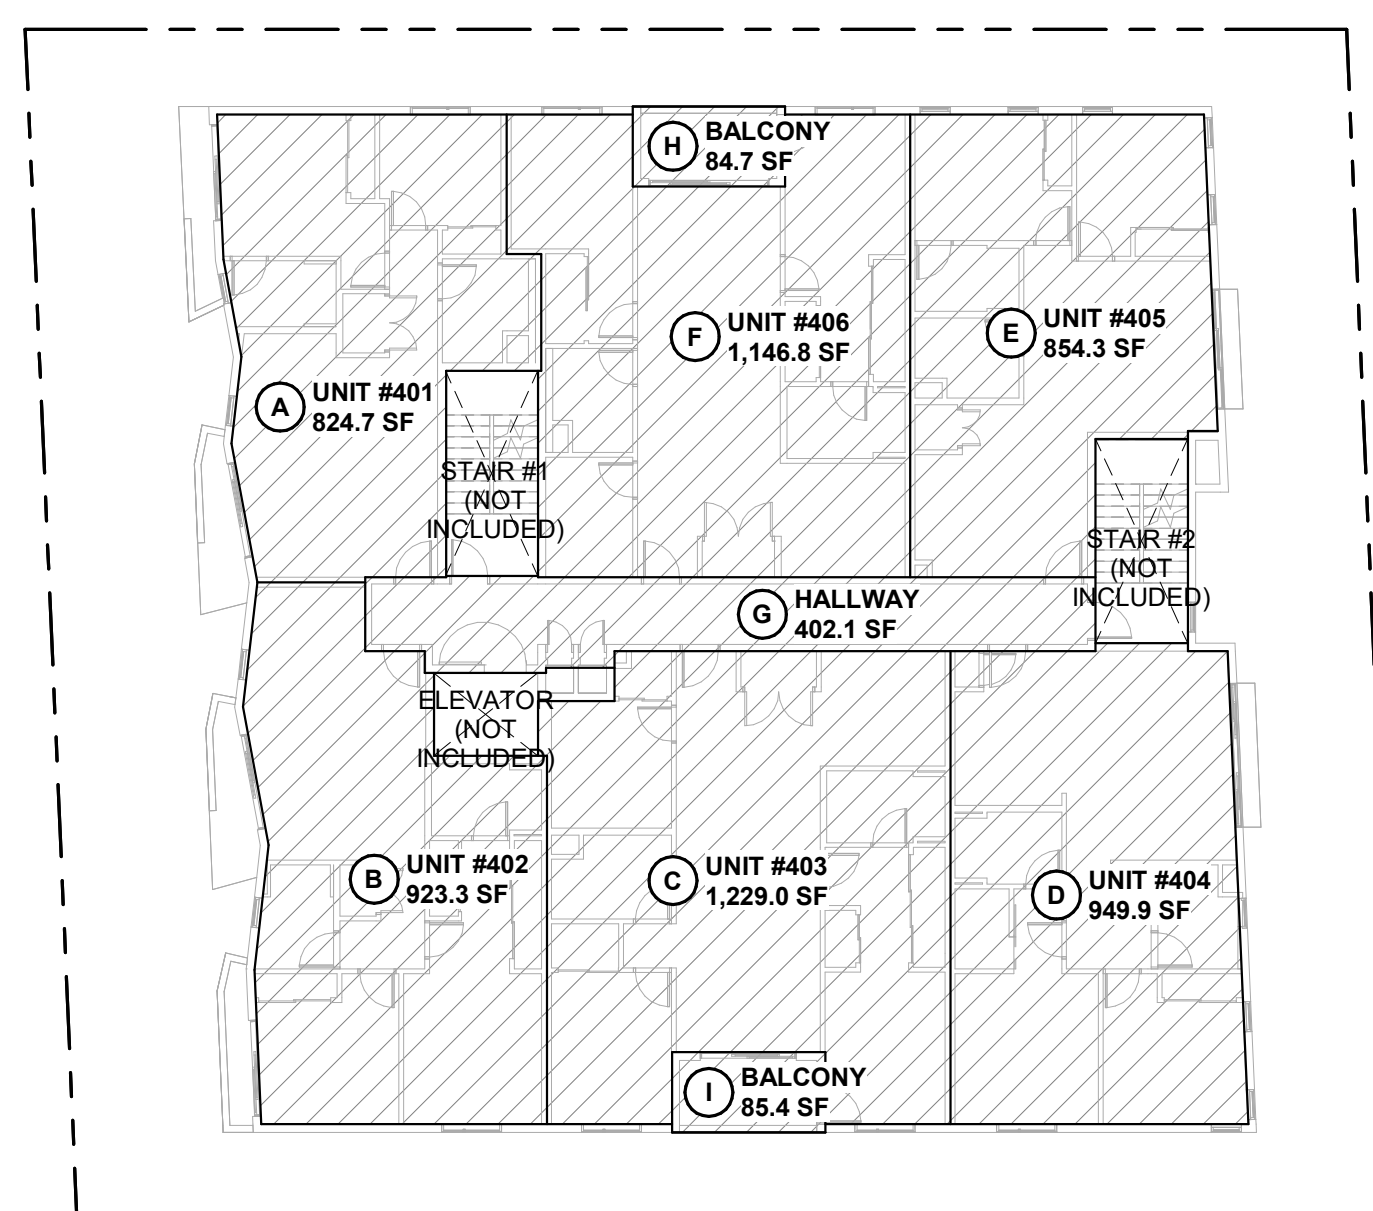 H
BALCONY
84.7 SF
F
UNIT #406
1,146.8 SF
E
UNIT #405
854.3 SF
A
UNIT #401
824.7 SF
STAIR #1
(NOT
INCLUDED)
STAIR #2
(NOT
INCLUDED)
G
HALLWAY
402.1 SF
ELEVATOR
(NOT
INCLUDED)
B
UNIT #402
923.3 SF
C
UNIT #403
1,229.0 SF
D
UNIT #404
949.9 SF
I
BALCONY
85.4 SF